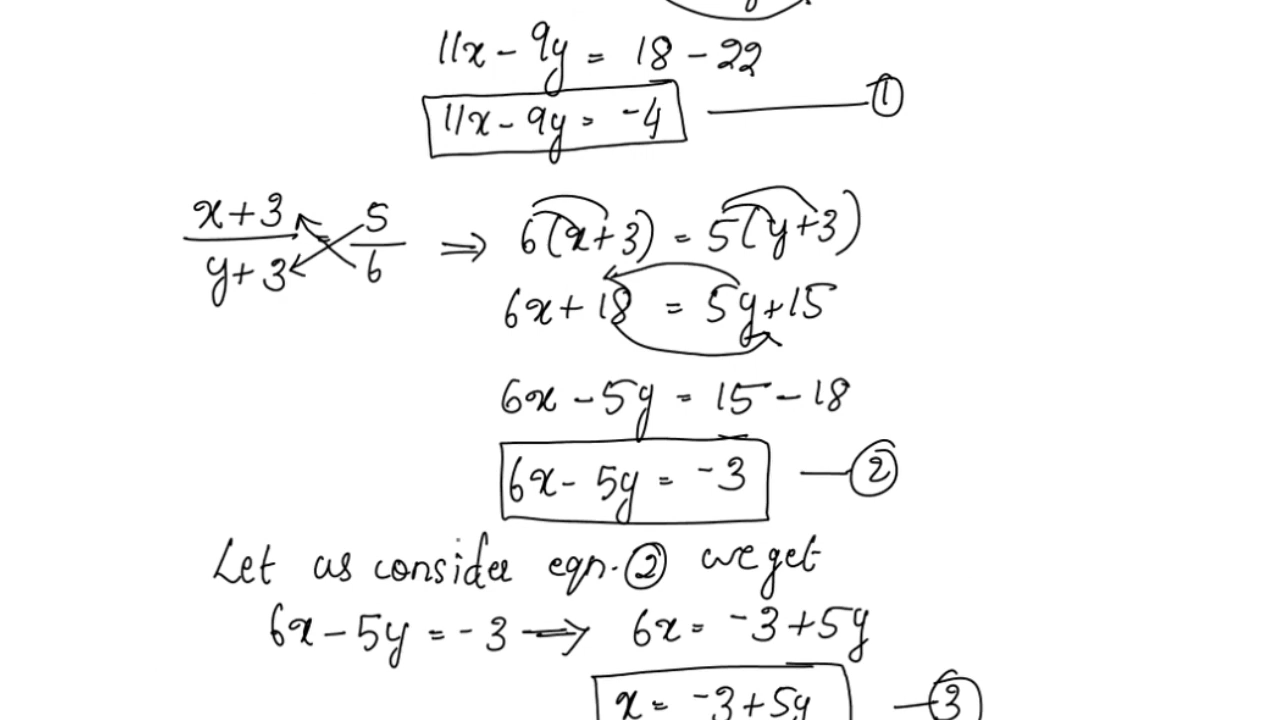 11x - 9y = 18 - 22
11x - 9y = -4 ①
x+3 / y+3 = 5 / 6 ⇒ 6(x+3) = 5(y+3)
6x + 18 = 5y + 15
6x - 5y = 15 - 18
6x - 5y = -3 ②
Let us consider eqn. ② we get
6x - 5y = -3 ⇒ 6x = -3 + 5y
x = -3 + 5y ③